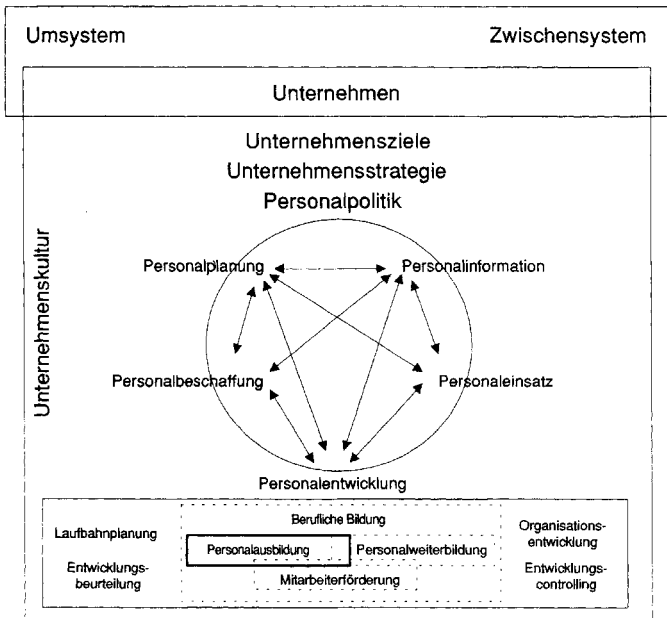 Umsystem Zwischensystem
Unternehmen
Unternehmensziele
Unternehmensstrategie
Personalpolitik
Unternehmenskultur
Personalplanung Personalinformation
Personalbeschaffung Personaleinsatz
Personalentwicklung
Berufliche Bildung
Laufbahnplanung
Organisations-
entwicklung
Personalausbildung Personalweiterbildung
Entwicklungs-
beurteilung
Mitarbeiterförderung
Entwicklungs-
controlling